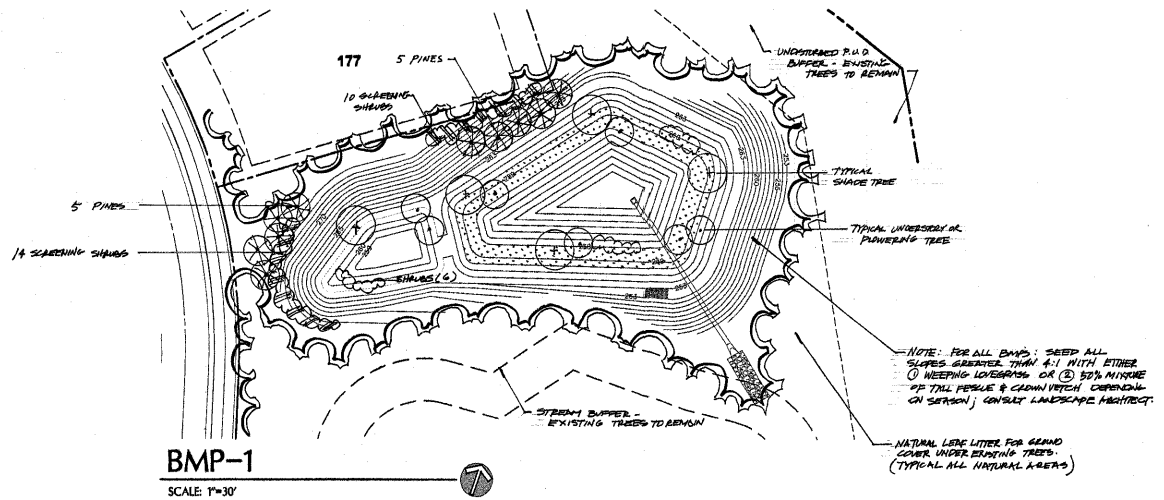 177
5 PINES
10 SCREENING
SHRUBS
UNDISTURBED P.U.D.
BUFFER - EXISTING
TREES TO REMAIN
TYPICAL
SHADE TREE
5 PINES
TYPICAL UNDERSTORY OR
FLOWERING TREE
14 SCREENING SHRUBS
SHRUBS (6)
NOTE: FOR ALL BMP'S: SEED ALL
SLOPES GREATER THAN 4:1 WITH EITHER
① WEEPING LOVEGRASS OR ② 50% MIXTURE
OF TALL FESCUE & CROWN VETCH DEPENDING
ON SEASON; CONSULT LANDSCAPE ARCHITECT.
STREAM BUFFER -
EXISTING TREES TO REMAIN
NATURAL LEAF LITTER FOR GROUND
COVER UNDER EXISTING TREES.
(TYPICAL ALL NATURAL AREAS)
BMP-1
SCALE: 1"=30'